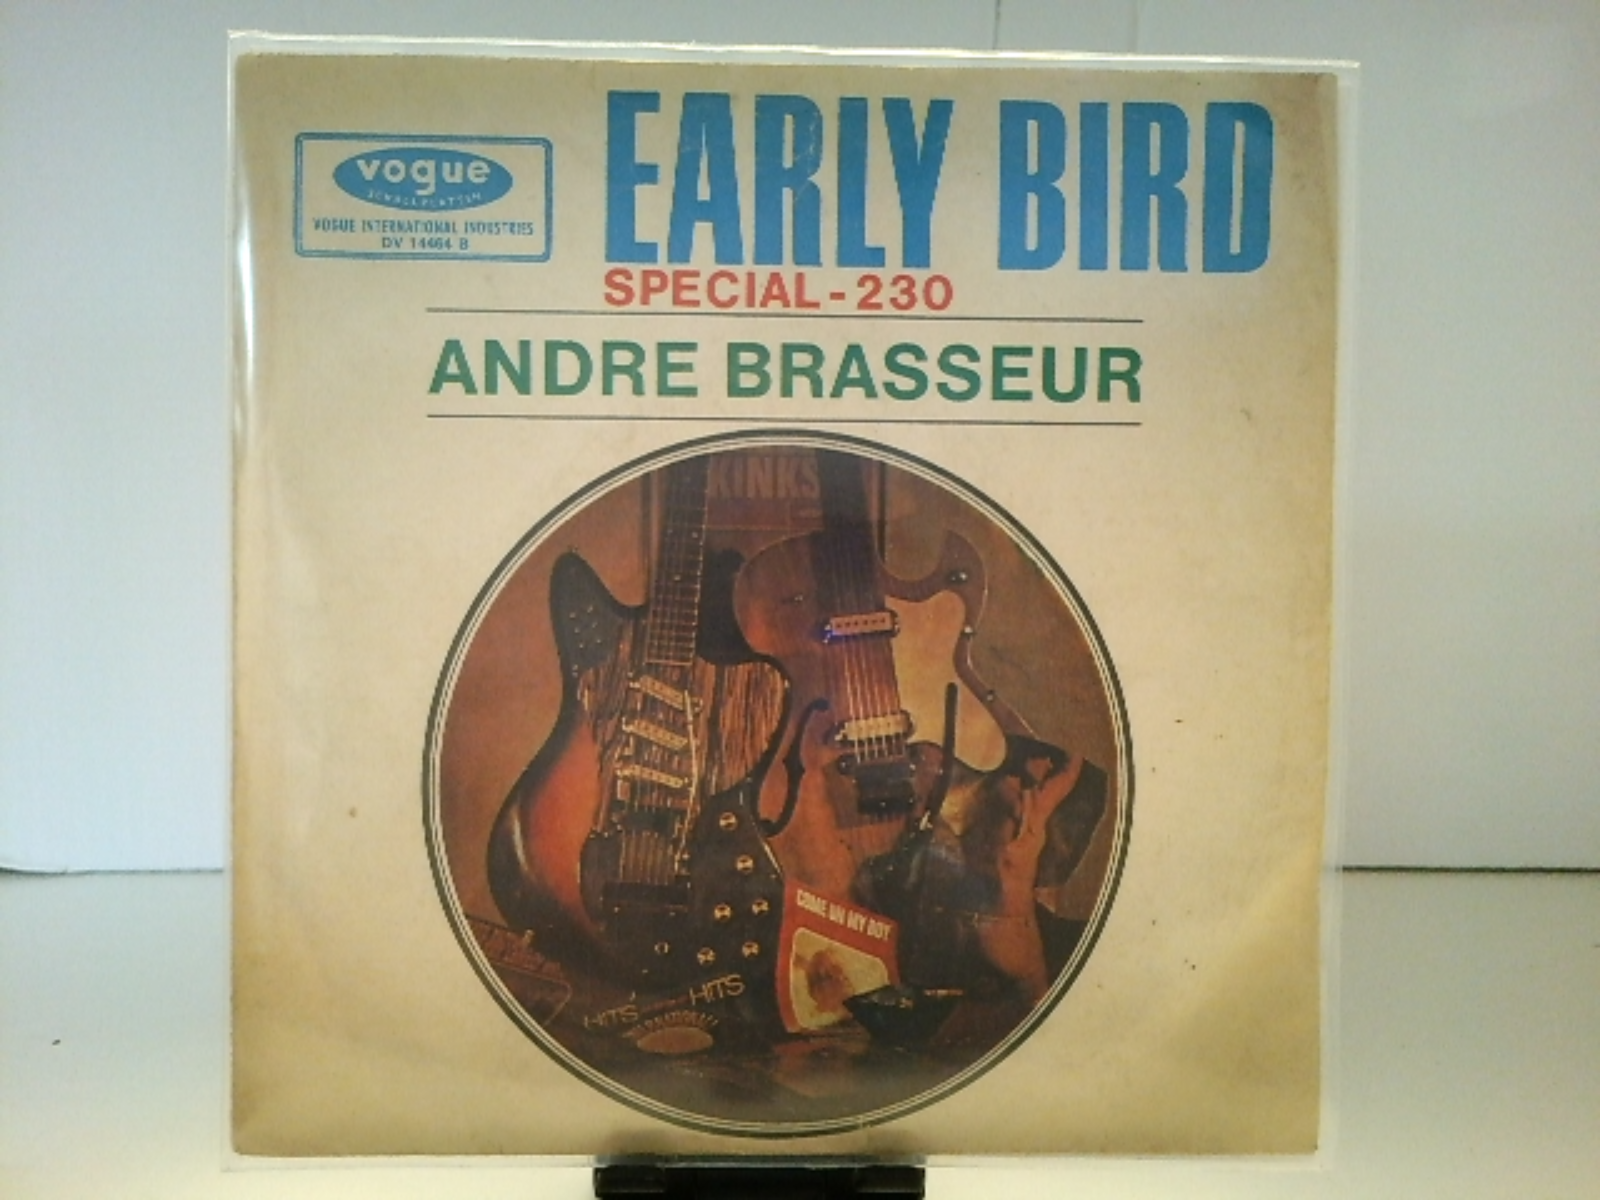 vogue
SCHALLPLATTEN
VOGUE INTERNATIONAL INDUSTRIES
DV 14464 B
EARLY BIRD
SPECIAL - 230
ANDRE BRASSEUR
KINKS
COME ON MY BOY
HITS
HITS